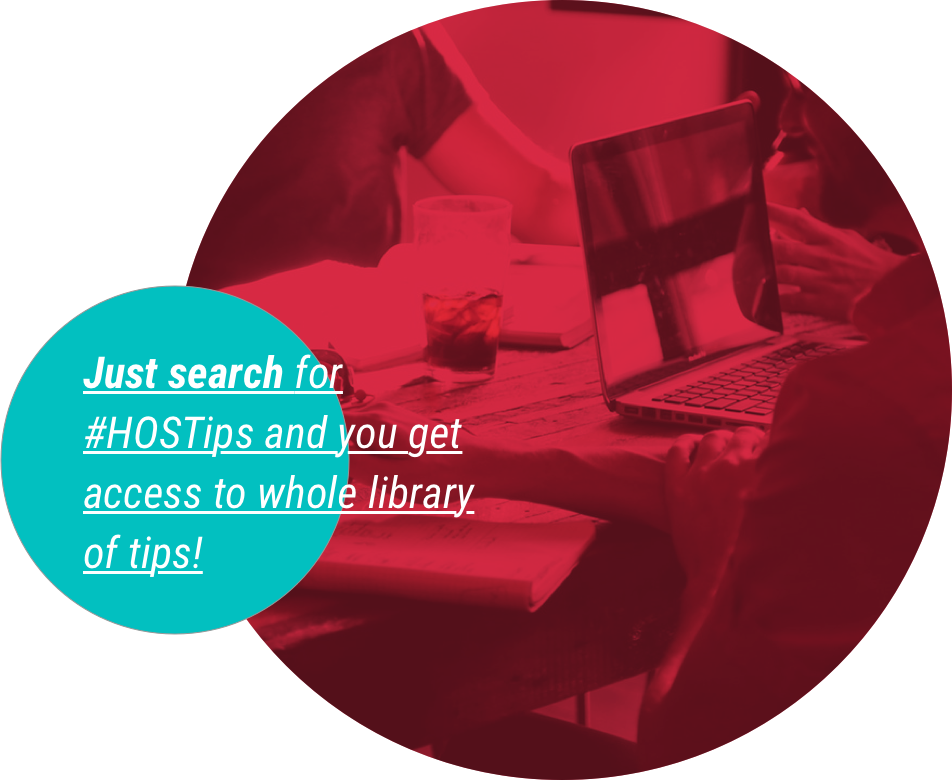 Just search for
#HOSTips and you get
access to whole library
of tips!